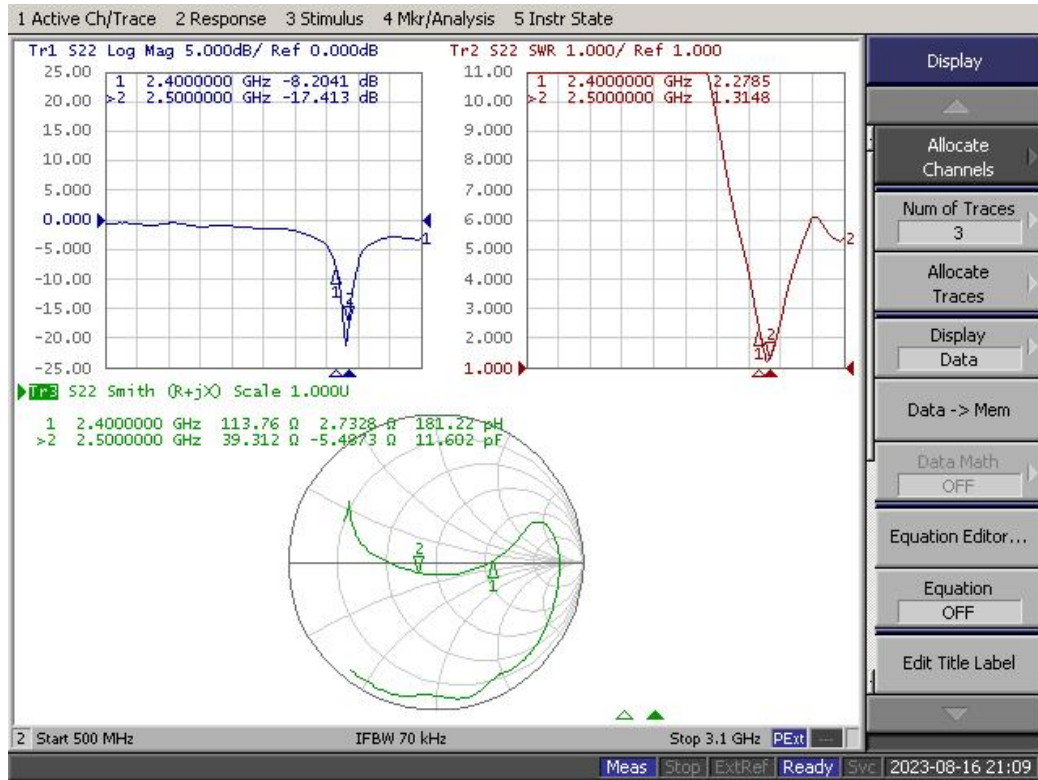 1 Active Ch/Trace 2 Response 3 Stimulus 4 Mkr/Analysis 5 Instr State
Tr1 S22 Log Mag 5.000dB/ Ref 0.000dB
25.00
20.00
15.00
10.00
5.000
0.000
-5.000
-10.00
-15.00
-20.00
-25.00
1 2.4000000 GHz -8.2041 dB
>2 2.5000000 GHz -17.413 dB
1
1
2
Tr2 S22 SWR 1.000/ Ref 1.000
11.00
10.00
9.000
8.000
7.000
6.000
5.000
4.000
3.000
2.000
1.000
1 2.4000000 GHz 2.2785
>2 2.5000000 GHz 1.3148
2
1
2
Tr3 S22 Smith (R+jX) Scale 1.000U
1 2.4000000 GHz 113.76 Ω 2.7328 Ω 181.22 pH
>2 2.5000000 GHz 39.312 Ω -5.4873 Ω 11.602 pF
2
1
2 Start 500 MHz IFBW 70 kHz Stop 3.1 GHz PExt ---
Meas Stop ExtRef Ready Svc 2023-08-16 21:09
Display
Allocate
Channels
Num of Traces
3
Allocate
Traces
Display
Data
Data -> Mem
Data Math
OFF
Equation Editor...
Equation
OFF
Edit Title Label